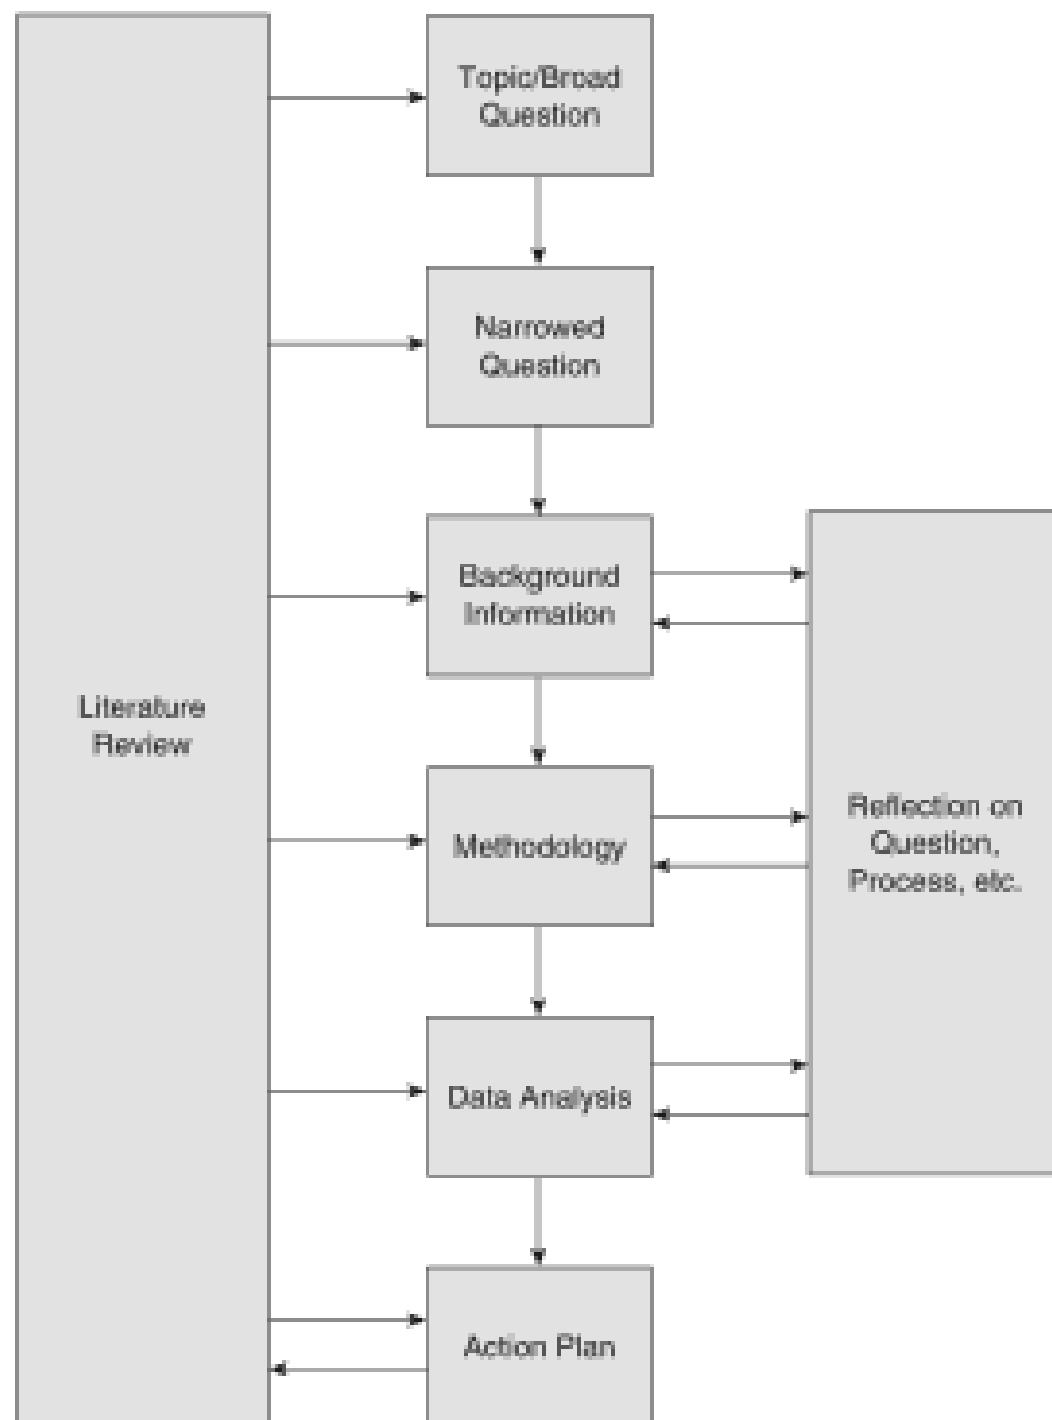 Topic/Broad
Question
Narrowed
Question
Background
Information
Literature
Review
Methodology
Reflection on
Question,
Process, etc.
Data Analysis
Action Plan